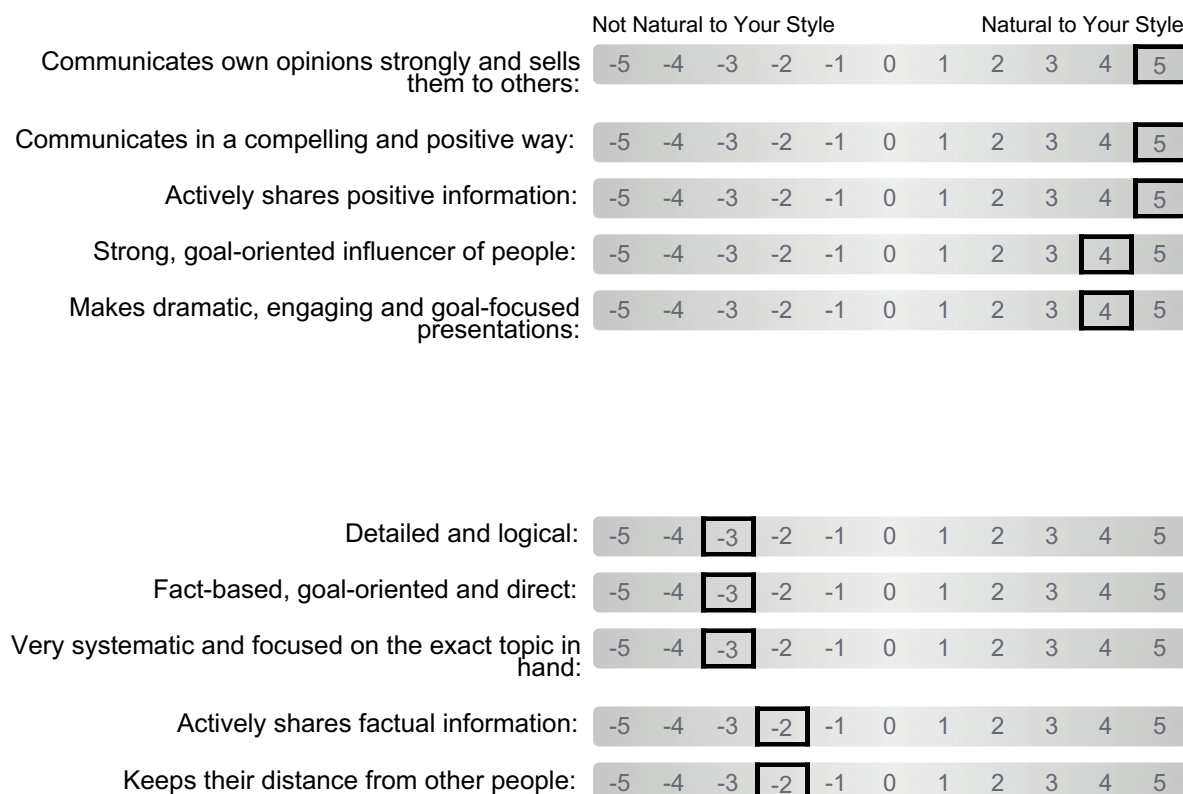 Not Natural to Your Style Natural to Your Style
Communicates own opinions strongly and sells
them to others:
-5 -4 -3 -2 -1 0 1 2 3 4 5
Communicates in a compelling and positive way: -5 -4 -3 -2 -1 0 1 2 3 4 5
Actively shares positive information: -5 -4 -3 -2 -1 0 1 2 3 4 5
Strong, goal-oriented influencer of people: -5 -4 -3 -2 -1 0 1 2 3 4 5
Makes dramatic, engaging and goal-focused
presentations:
-5 -4 -3 -2 -1 0 1 2 3 4 5
Detailed and logical: -5 -4 -3 -2 -1 0 1 2 3 4 5
Fact-based, goal-oriented and direct: -5 -4 -3 -2 -1 0 1 2 3 4 5
Very systematic and focused on the exact topic in
hand:
-5 -4 -3 -2 -1 0 1 2 3 4 5
Actively shares factual information: -5 -4 -3 -2 -1 0 1 2 3 4 5
Keeps their distance from other people: -5 -4 -3 -2 -1 0 1 2 3 4 5